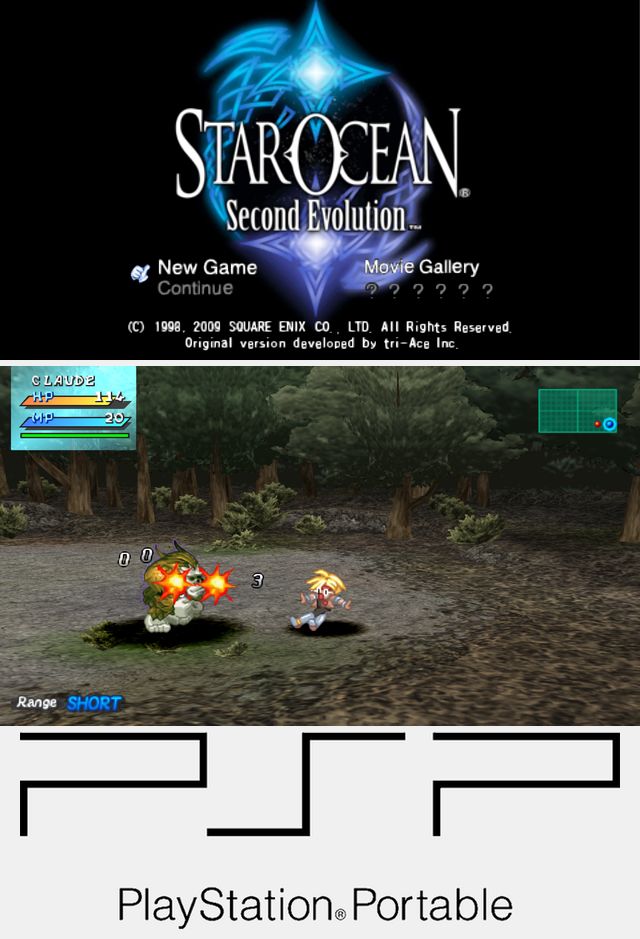 STAR OCEAN®
Second Evolution™
New Game
Movie Gallery
Continue
? ? ? ? ? ?
(C) 1998, 2009 SQUARE ENIX CO., LTD. All Rights Reserved.
Original version developed by tri-Ace Inc.
CLAUDE
HP 114
MP 20
0 0
3
Range SHORT
PSP
PlayStation®Portable